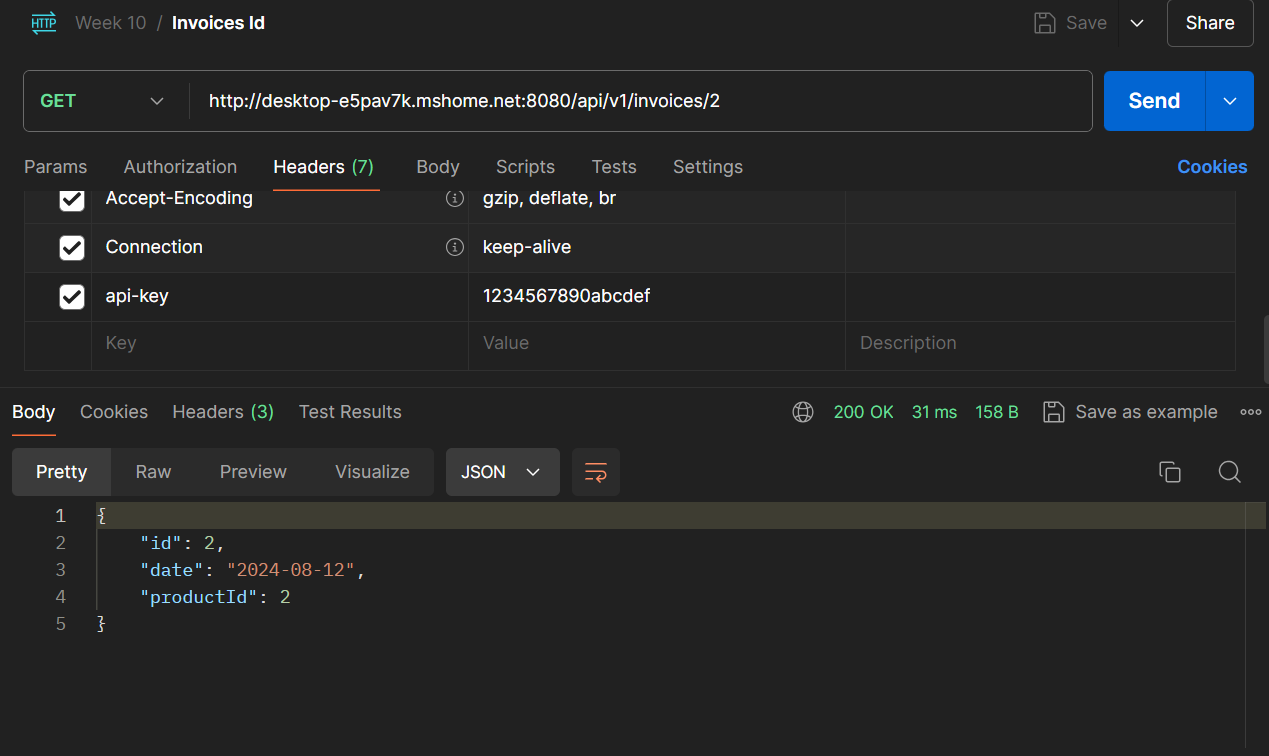 HTTP Week 10 / Invoices Id Save Share
GET http://desktop-e5pav7k.mshome.net:8080/api/v1/invoices/2 Send
Params Authorization Headers (7) Body Scripts Tests Settings Cookies
Accept-Encoding gzip, deflate, br
Connection keep-alive
api-key 1234567890abcdef
Key Value Description
Body Cookies Headers (3) Test Results 200 OK 31 ms 158 B Save as example
Pretty Raw Preview Visualize JSON
1 {
2 "id": 2,
3 "date": "2024-08-12",
4 "productId": 2
5 }